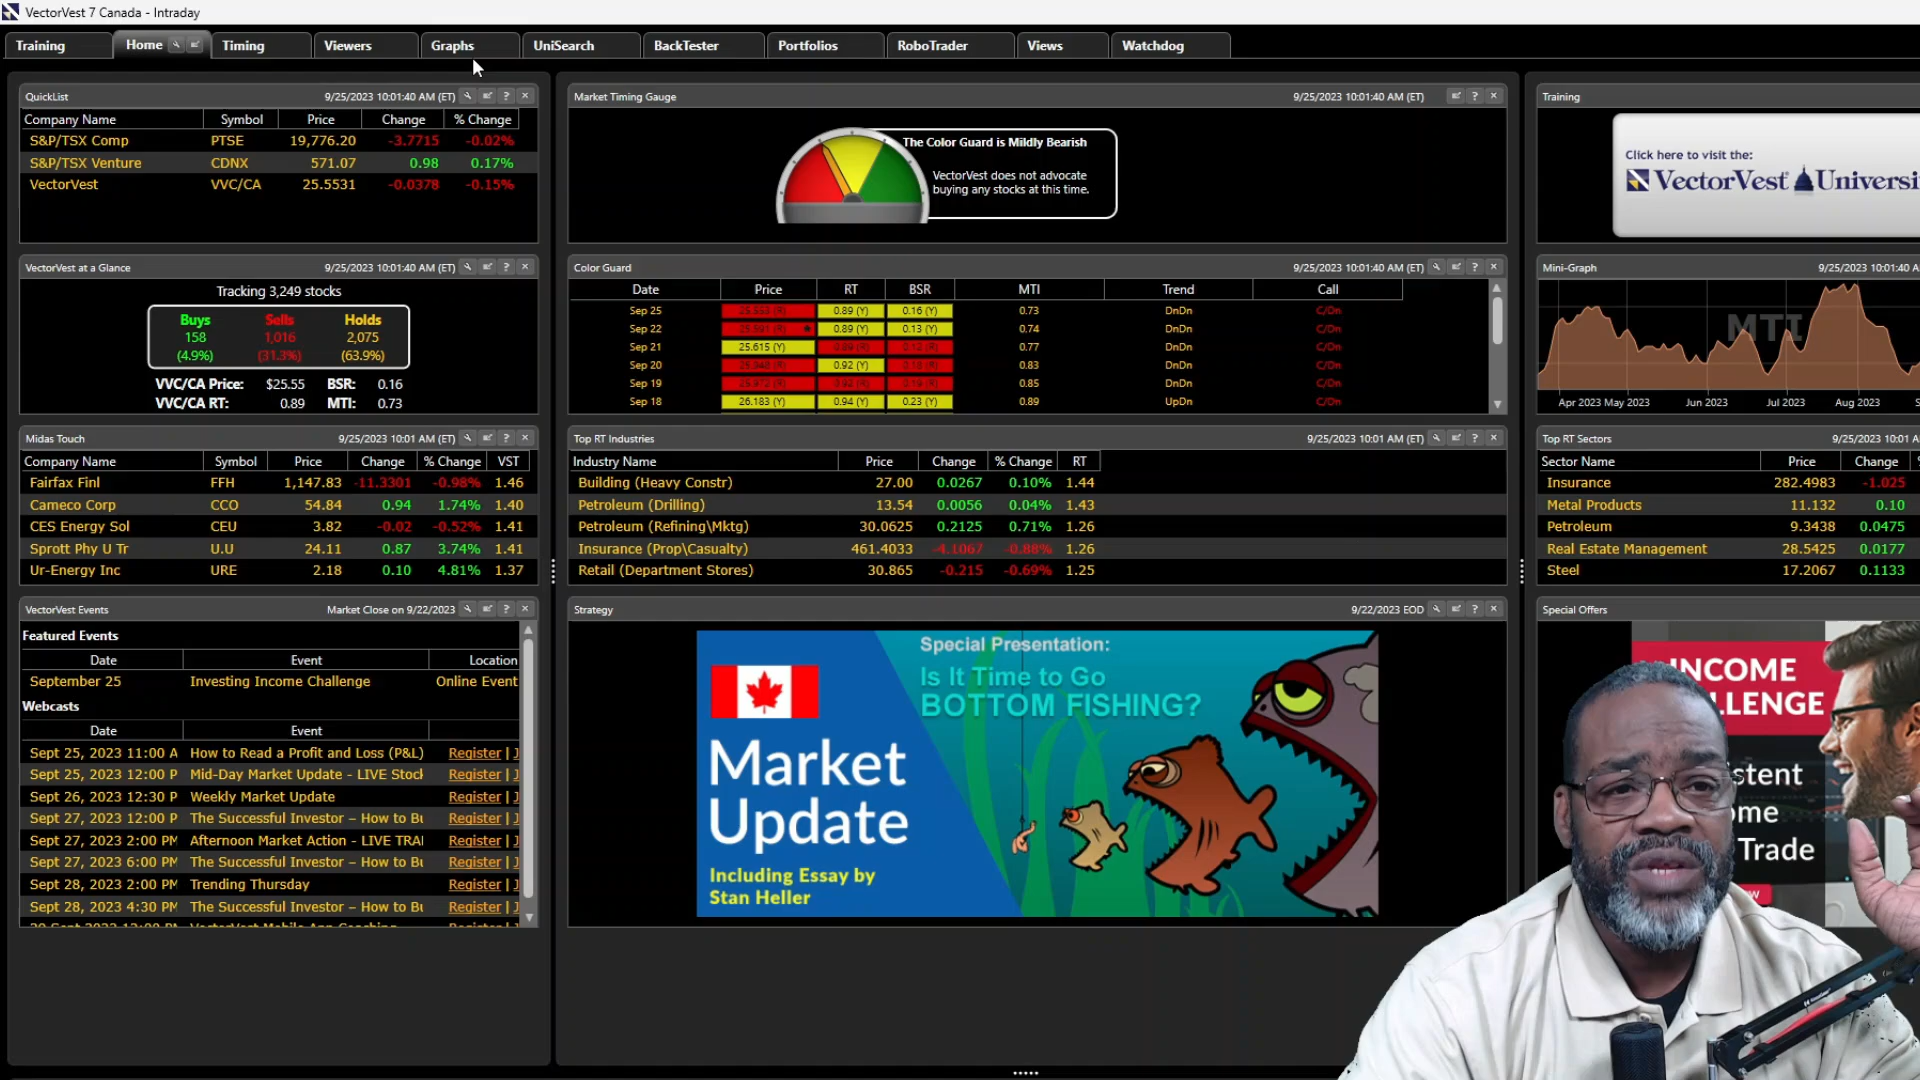 VectorVest 7 Canada - Intraday
Training
Home
Timing
Viewers
Graphs
UniSearch
BackTester
Portfolios
RoboTrader
Views
Watchdog
QuickList 9/25/2023 10:01:40 AM (ET)
Company Name Symbol Price Change % Change
S&P/TSX Comp PTSE 19,776.20 -3.7715 -0.02%
S&P/TSX Venture CDNX 571.07 0.98 0.17%
VectorVest VVC/CA 25.5531 -0.0378 -0.15%
Market Timing Gauge 9/25/2023 10:01:40 AM (ET)
The Color Guard is Mildly Bearish
VectorVest does not advocate
buying any stocks at this time.
Training
Click here to visit the:
VectorVest Universi
VectorVest at a Glance 9/25/2023 10:01:40 AM (ET)
Tracking 3,249 stocks
Buys Sells Holds
158 1,016 2,075
(4.9%) (31.3%) (63.9%)
VVC/CA Price: $25.55 BSR: 0.16
VVC/CA RT: 0.89 MTI: 0.73
Color Guard 9/25/2023 10:01:40 AM (ET)
Date Price RT BSR MTI Trend Call
Sep 25 25.553 (R) 0.89 (Y) 0.16 (Y) 0.73 DnDn C/Dn
Sep 22 25.591 (R) 0.89 (Y) 0.13 (Y) 0.74 DnDn C/Dn
Sep 21 25.615 (Y) 0.12 (R) 0.77 DnDn C/Dn
Sep 20 0.92 (Y) 0.83 DnDn C/Dn
Sep 19 25.972 (R) 0.92 (R) 0.19 (R) 0.85 DnDn C/Dn
Sep 18 26.183 (Y) 0.94 (Y) 0.23 (Y) 0.89 UpDn C/Dn
Mini-Graph 9/25/2023 10:01:40 AM
MTI
Apr 2023 May 2023 Jun 2023 Jul 2023 Aug 2023 S
Midas Touch 9/25/2023 10:01 AM (ET)
Company Name Symbol Price Change % Change VST
Fairfax Finl FFH 1,147.83 -11.3301 -0.98% 1.46
Cameco Corp CCO 54.84 0.94 1.74% 1.40
CES Energy Sol CEU 3.82 -0.02 -0.52% 1.41
Sprott Phy U Tr U.U 24.11 0.87 3.74% 1.41
Ur-Energy Inc URE 2.18 0.10 4.81% 1.37
Top RT Industries 9/25/2023 10:01 AM (ET)
Industry Name Price Change % Change RT
Building (Heavy Constr) 27.00 0.0267 0.10% 1.44
Petroleum (Drilling) 13.54 0.0056 0.04% 1.43
Petroleum (Refining\Mktg) 30.0625 0.2125 0.71% 1.26
Insurance (Prop\Casualty) 461.4033 -4.1067 -0.88% 1.26
Retail (Department Stores) 30.865 -0.215 -0.69% 1.25
Top RT Sectors 9/25/2023 10:01 A
Sector Name Price Change
Insurance 282.4983 -1.025
Metal Products 11.132 0.10
Petroleum 9.3438 0.0475
Real Estate Management 28.5425 0.0177
Steel 17.2067 0.1133
VectorVest Events Market Close on 9/22/2023
Featured Events
Date Event Location
September 25 Investing Income Challenge Online Event
Webcasts
Date Event
Sept 25, 2023 11:00 A How to Read a Profit and Loss (P&L) Register | J
Sept 25, 2023 12:00 P Mid-Day Market Update - LIVE Stock Register | J
Sept 26, 2023 12:30 P Weekly Market Update Register | J
Sept 27, 2023 12:00 P The Successful Investor – How to Bu Register | J
Sept 27, 2023 2:00 PM Afternoon Market Action - LIVE TRAI Register | J
Sept 27, 2023 6:00 PM The Successful Investor – How to Bu Register | J
Sept 28, 2023 2:00 PM Trending Thursday Register | J
Sept 28, 2023 4:30 PM The Successful Investor – How to Bu Register | J
Strategy 9/22/2023 EOD
Special Presentation:
Is It Time to Go
BOTTOM FISHING?
Market
Update
Including Essay by
Stan Heller
Special Offers
INCOME
LLENGE
stent
ome
Trade